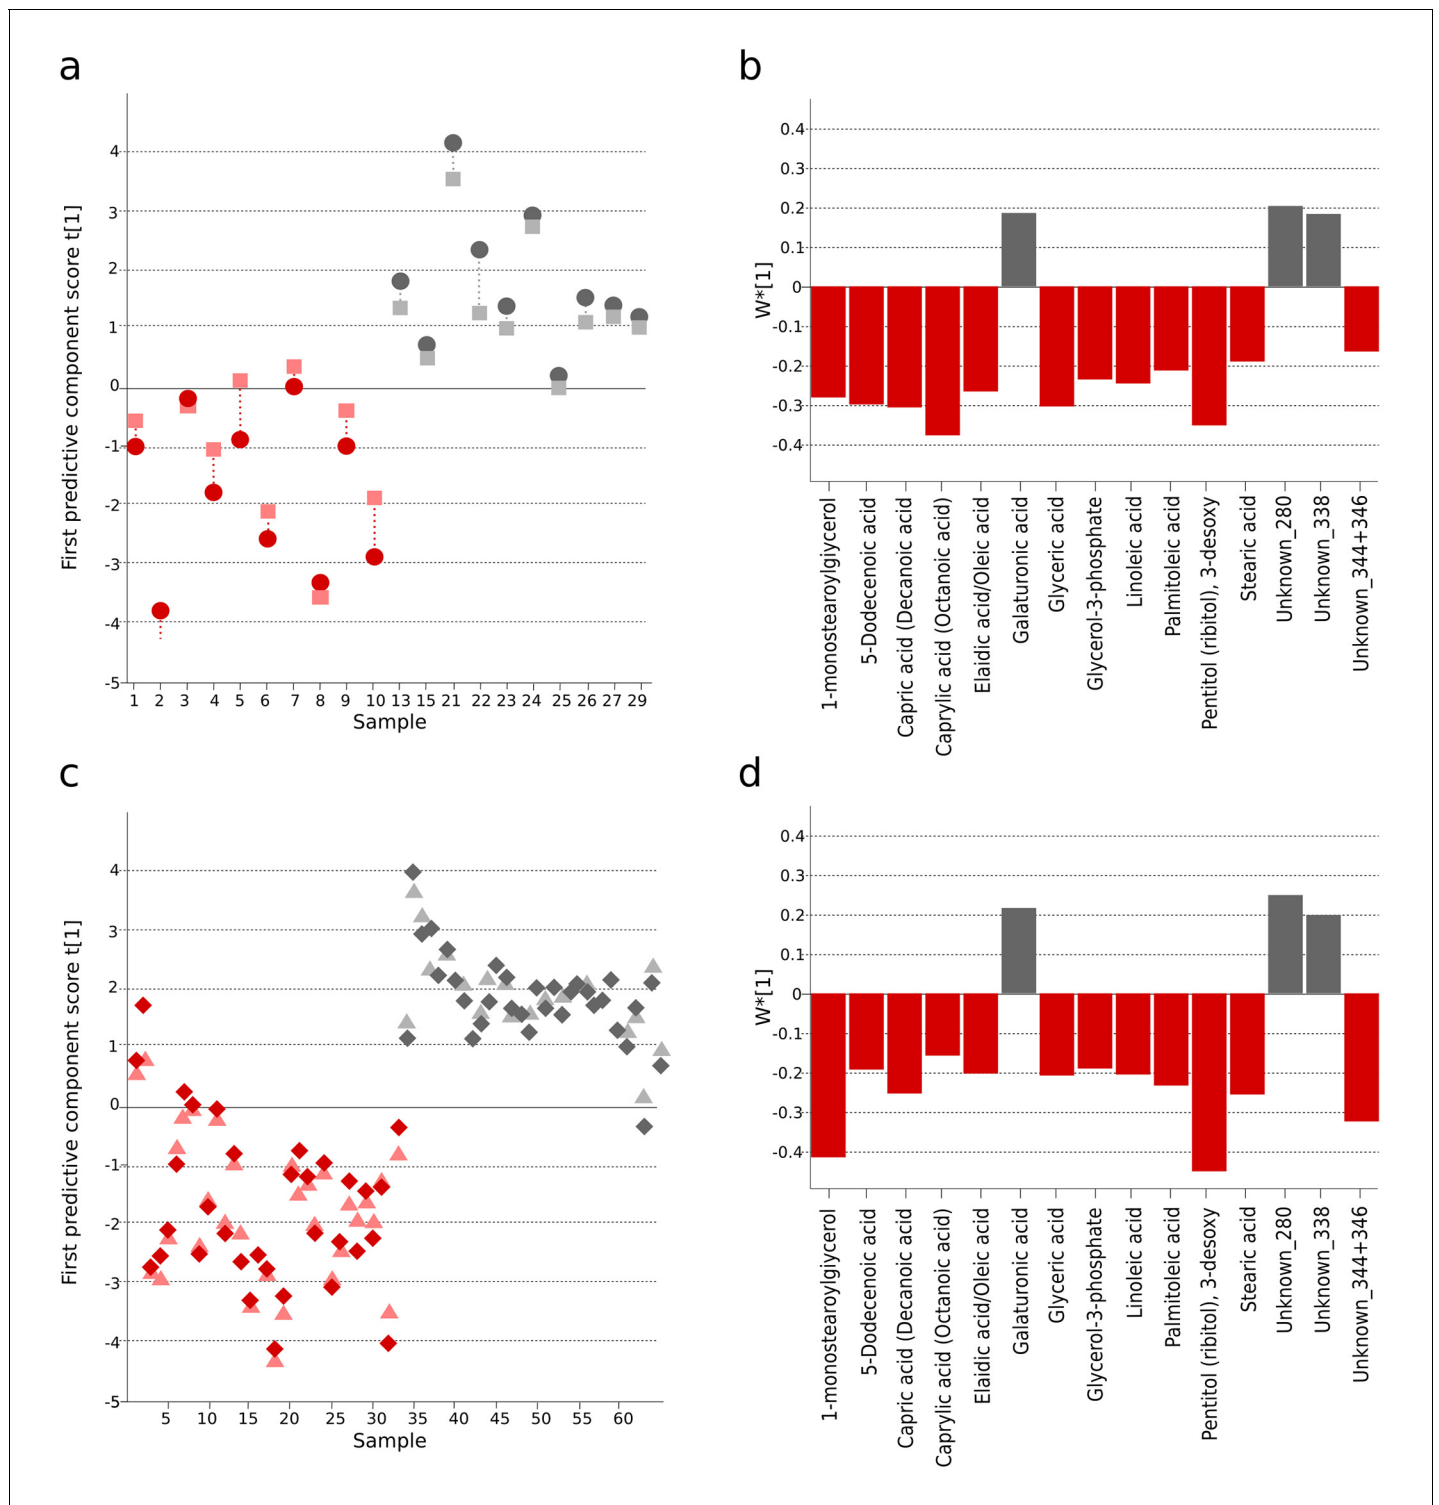 a
First predictive component score t[1]
4
3
2
1
0
-1
-2
-3
-4
-5
1 2 3 4 5 6 7 8 9 10 13 15 21 22 23 24 25 26 27 29
Sample
b
W*[1]
0.4
0.3
0.2
0.1
0
-0.1
-0.2
-0.3
-0.4
1-monostearoylgiycerol
5-Dodecenoic acid
Capric acid (Decanoic acid
Caprylic acid (Octanoic acid)
Elaidic acid/Oleic acid
Galaturonic acid
Glyceric acid
Glycerol-3-phosphate
Linoleic acid
Palmitoleic acid
Pentitol (ribitol), 3-desoxy
Stearic acid
Unknown_280
Unknown_338
Unknown_344+346
c
First predictive component score t[1]
4
3
2
1
0
-1
-2
-3
-4
-5
5 10 15 20 25 30 35 40 45 50 55 60
Sample
d
W*[1]
0.4
0.3
0.2
0.1
0
-0.1
-0.2
-0.3
-0.4
1-monostearoylgiycerol
5-Dodecenoic acid
Capric acid (Decanoic acid
Caprylic acid (Octanoic acid)
Elaidic acid/Oleic acid
Galaturonic acid
Glyceric acid
Glycerol-3-phosphate
Linoleic acid
Palmitoleic acid
Pentitol (ribitol), 3-desoxy
Stearic acid
Unknown_280
Unknown_338
Unknown_344+346